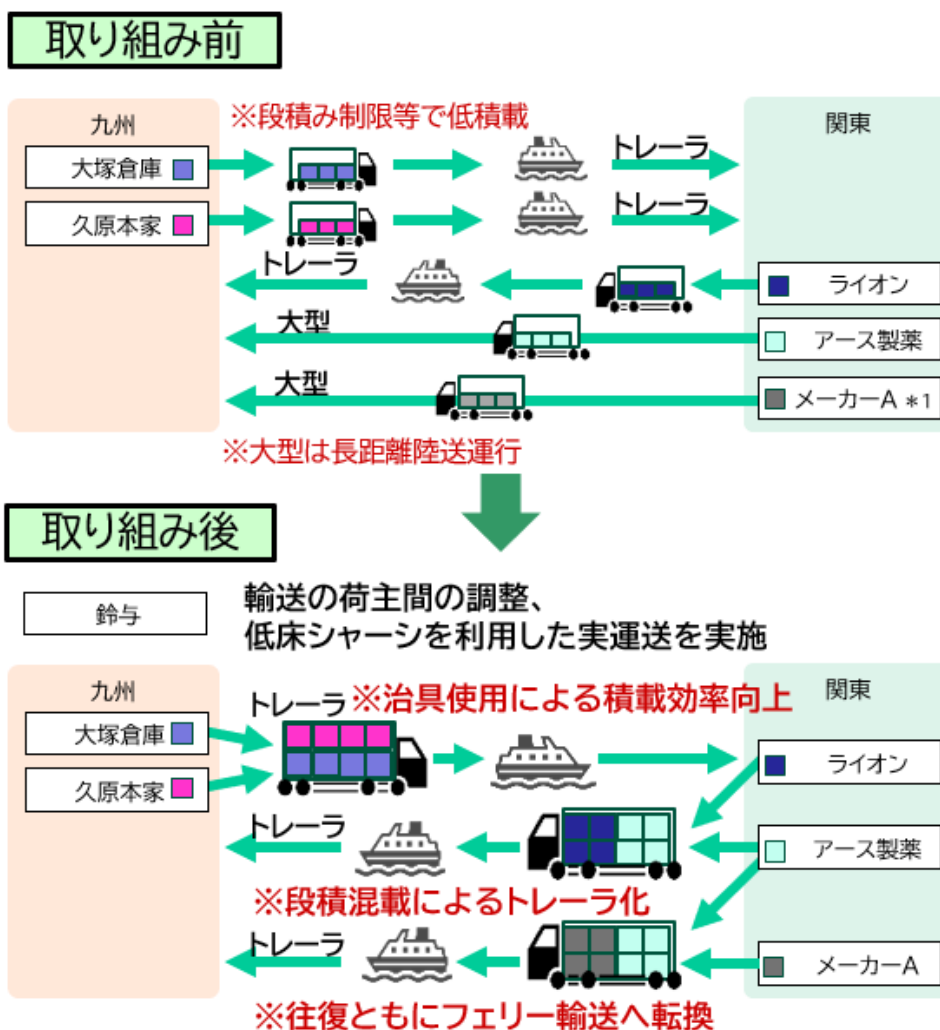 取り組み前
九州
※段積み制限等で低積載
関東
大塚倉庫
トレーラ
久原本家
トレーラ
トレーラ
ライオン
大型
アース製薬
大型
メーカーA *1
※大型は長距離陸送運行
取り組み後
鈴与
輸送の荷主間の調整、
低床シャーシを利用した実運送を実施
九州
トレーラ
※治具使用による積載効率向上
関東
大塚倉庫
ライオン
久原本家
トレーラ
アース製薬
※段積混載によるトレーラ化
トレーラ
メーカーA
※往復ともにフェリー輸送へ転換